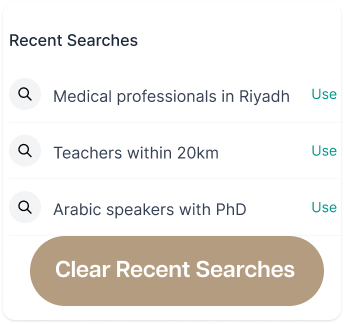 Recent Searches
Medical professionals in Riyadh Use
Teachers within 20km Use
Arabic speakers with PhD Use
Clear Recent Searches